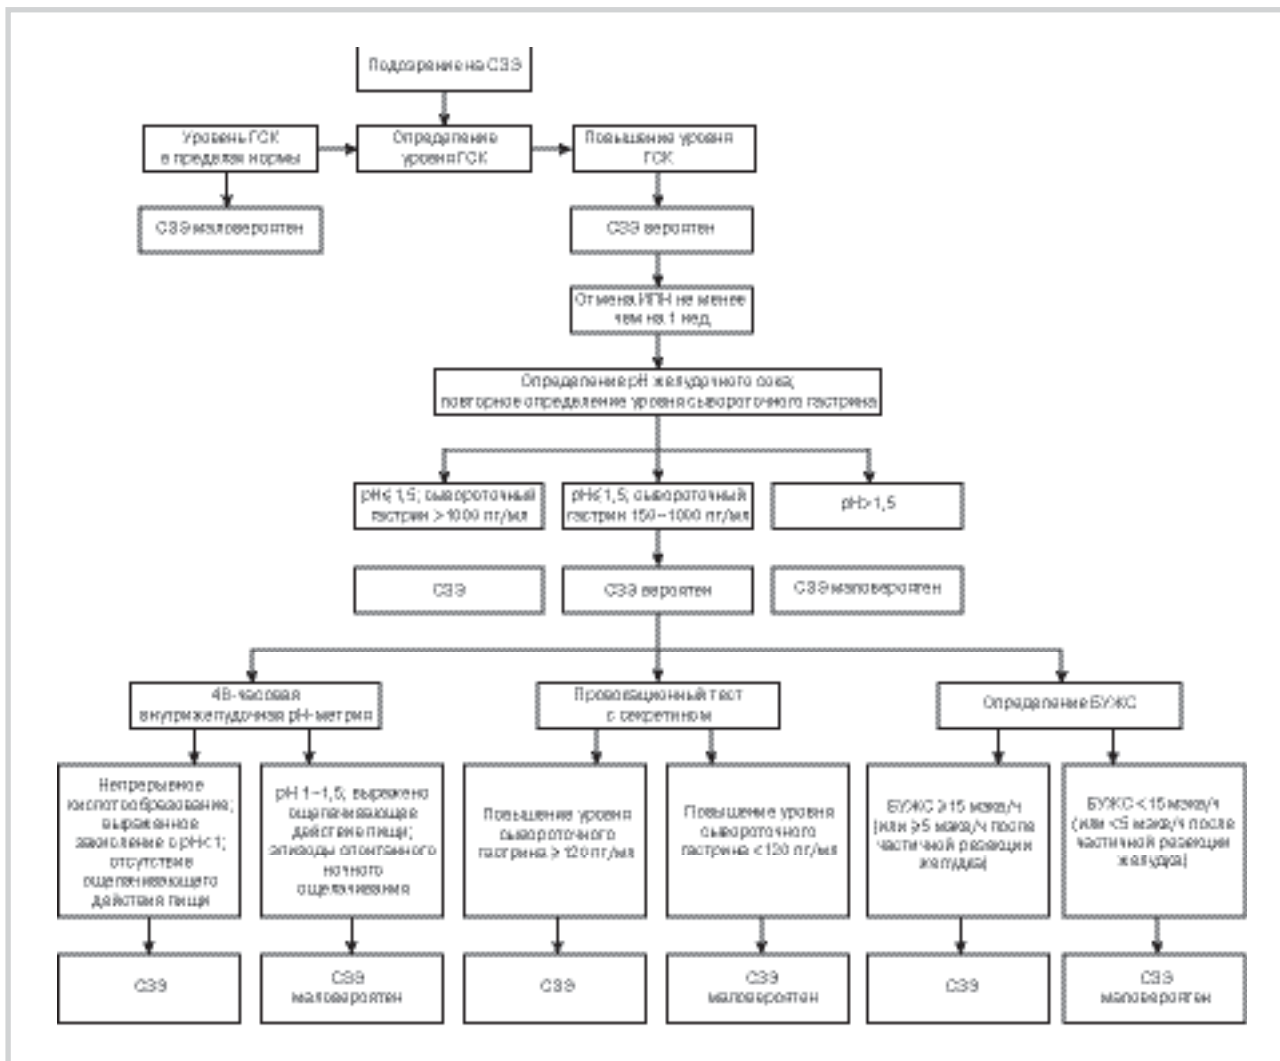 Подозрение на СЗЭ
Уровень ГСК
в пределах нормы
Определение
уровня ГСК
Повышение уровня
ГСК
СЗЭ маловероятен
СЗЭ вероятен
Отмена ИПН не менее
чем на 1 нед
Определение pH желудочного сока;
повторное определение уровня сывороточного гастрина
pH≤1,5; сывороточный
гастрин >1000 пг/мл
pH≤1,5; сывороточный
гастрин 150–1000 пг/мл
pH>1,5
СЗЭ
СЗЭ вероятен
СЗЭ маловероятен
48-часовая
внутрижелудочная pH-метрия
Провокационный тест
с секретином
Определение БУЖС
Непрерывное
кислотообразование;
выраженное
закисление с pH<1;
отсутствие
ощелачивающего
действия пищи
pH 1–1,5; выражено
ощелачивающее
действие пищи;
эпизоды спонтанного
ночного
ощелачивания
Повышение уровня
сывороточного
гастрина ≥ 120 пг/мл
Повышение уровня
сывороточного
гастрина <120 пг/мл
БУЖС ≥15 мэкв/ч
(или ≥5 мэкв/ч после
частичной резекции
желудка)
БУЖС <15 мэкв/ч
(или <5 мэкв/ч после
частичной резекции
желудка)
СЗЭ
СЗЭ
маловероятен
СЗЭ
СЗЭ
маловероятен
СЗЭ
СЗЭ
маловероятен